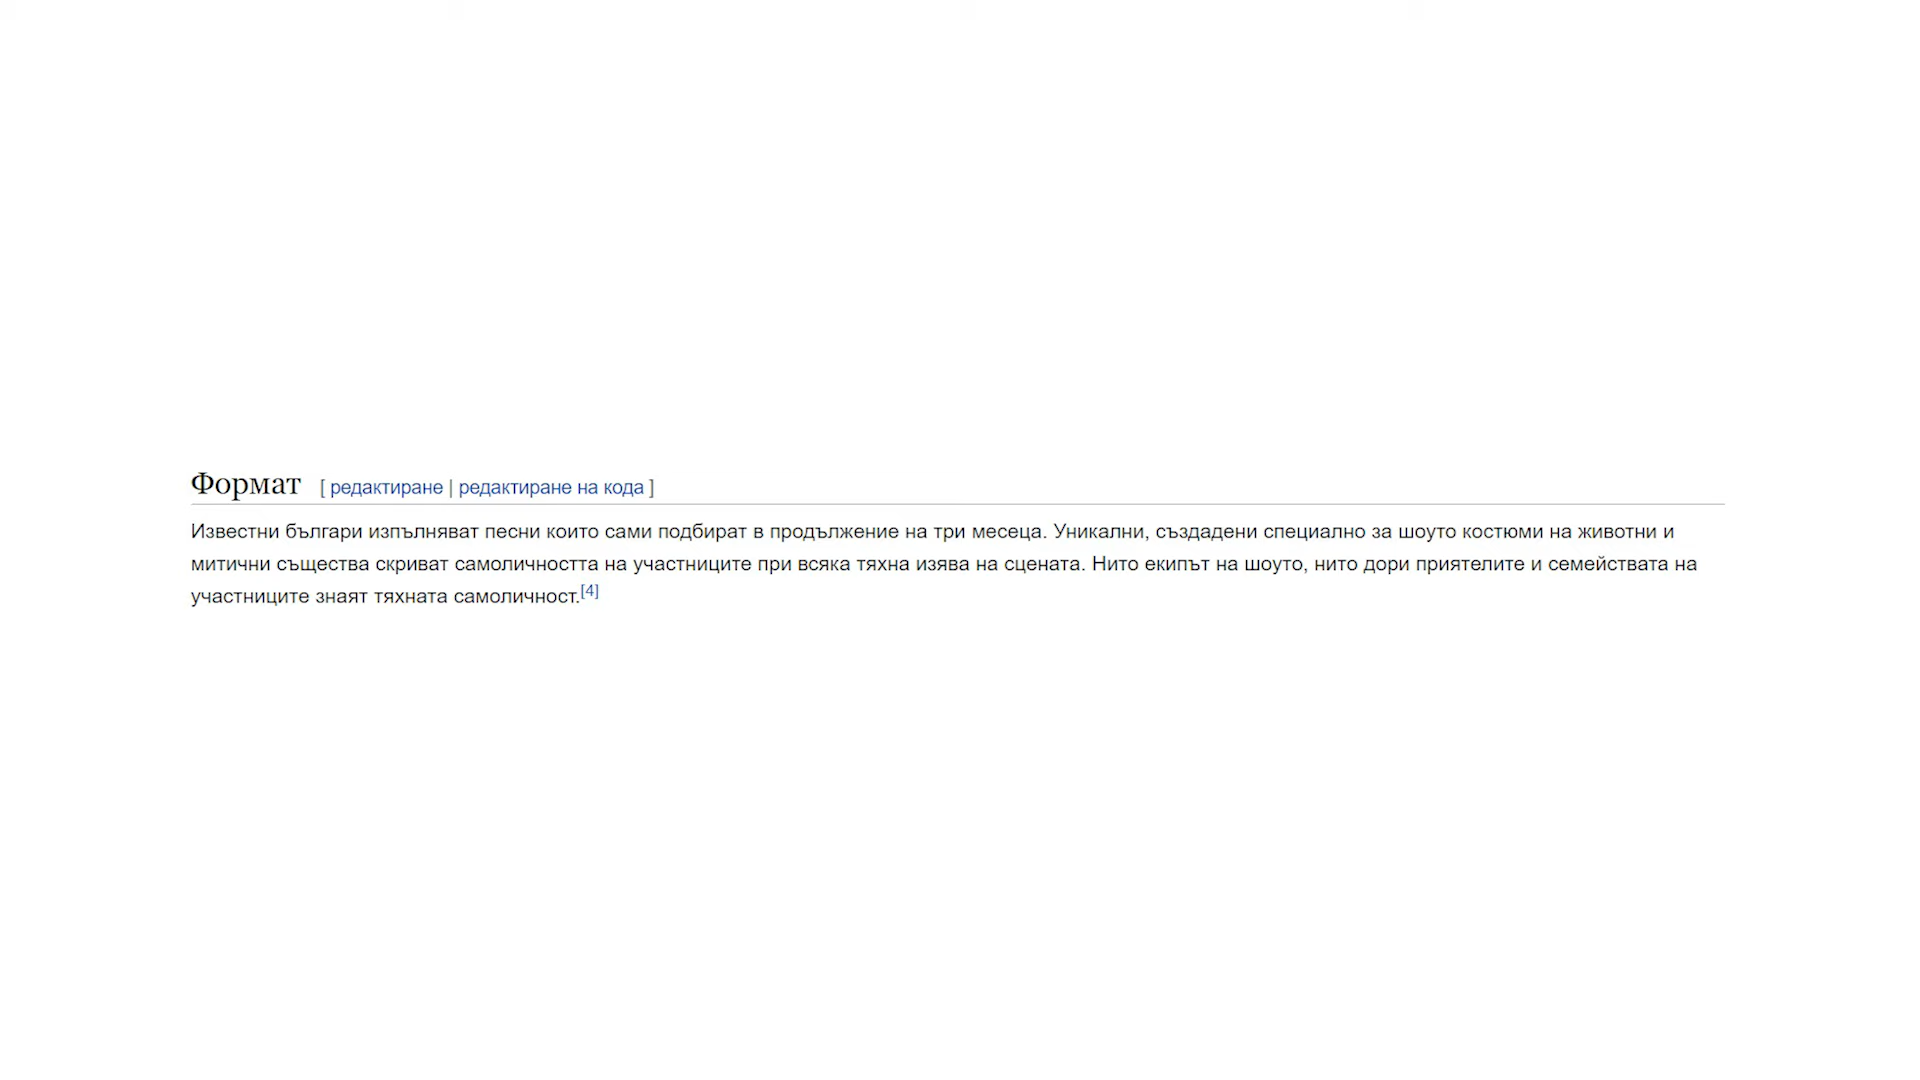 Формат [ редактиране | редактиране на кода ]
Известни българи изпълняват песни които сами подбират в продължение на три месеца. Уникални, създадени специално за шоуто костюми на животни и
митични същества скриват самоличността на участниците при всяка тяхна изява на сцената. Нито екипът на шоуто, нито дори приятелите и семействата на
участниците знаят тяхната самоличност.[4]